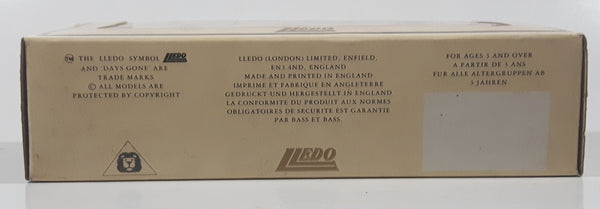 TM THE LLEDO SYMBOL LLEDO
AND 'DAYS GONE' ARE
TRADE MARKS
© ALL MODELS ARE
PROTECTED BY COPYRIGHT
LLEDO (LONDON) LIMITED, ENFIELD,
EN3 4ND, ENGLAND
MADE AND PRINTED IN ENGLAND
IMPRIME ET FABRIQUE EN ANGLETERRE
GEDRUCKT UND HERGESTELLT IN ENGLAND
LA CONFORMITE DU PRODUIT AUX NORMES
OBLIGATOIRES DE SECURITE EST GARANTIE
PAR BASS ET BASS.
LLEDO
FOR AGES 3 AND OVER
A PARTIR DE 3 ANS
FUR ALLE ALTERGRUPPEN AB
3-JAHREN